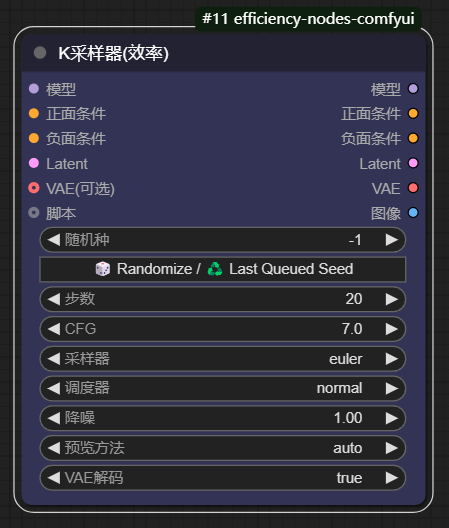 #11 efficiency-nodes-comfyui
K采样器(效率)
模型 模型
正面条件 正面条件
负面条件 负面条件
Latent Latent
VAE(可选) VAE
脚本 图像
随机种 -1
🎲 Randomize / ♻️ Last Queued Seed
步数 20
CFG 7.0
采样器 euler
调度器 normal
降噪 1.00
预览方法 auto
VAE解码 true